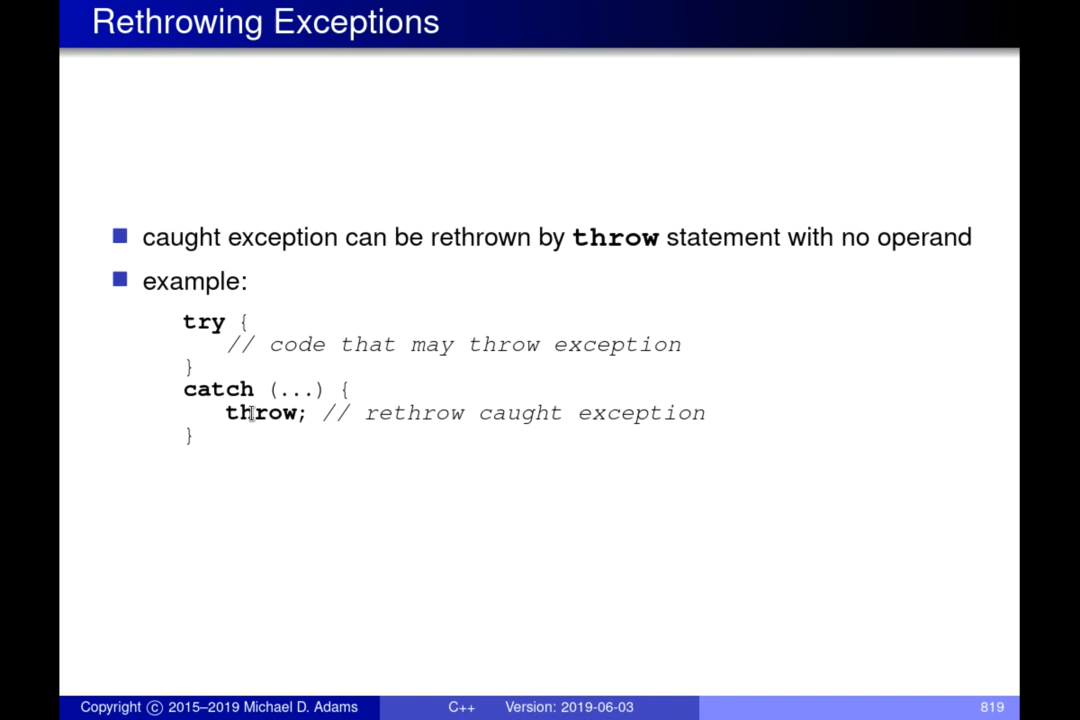 Rethrowing Exceptions
caught exception can be rethrown by throw statement with no operand
example:
try {
// code that may throw exception
}
catch (...) {
throw; // rethrow caught exception
}
Copyright © 2015–2019 Michael D. Adams C++ Version: 2019-06-03 819